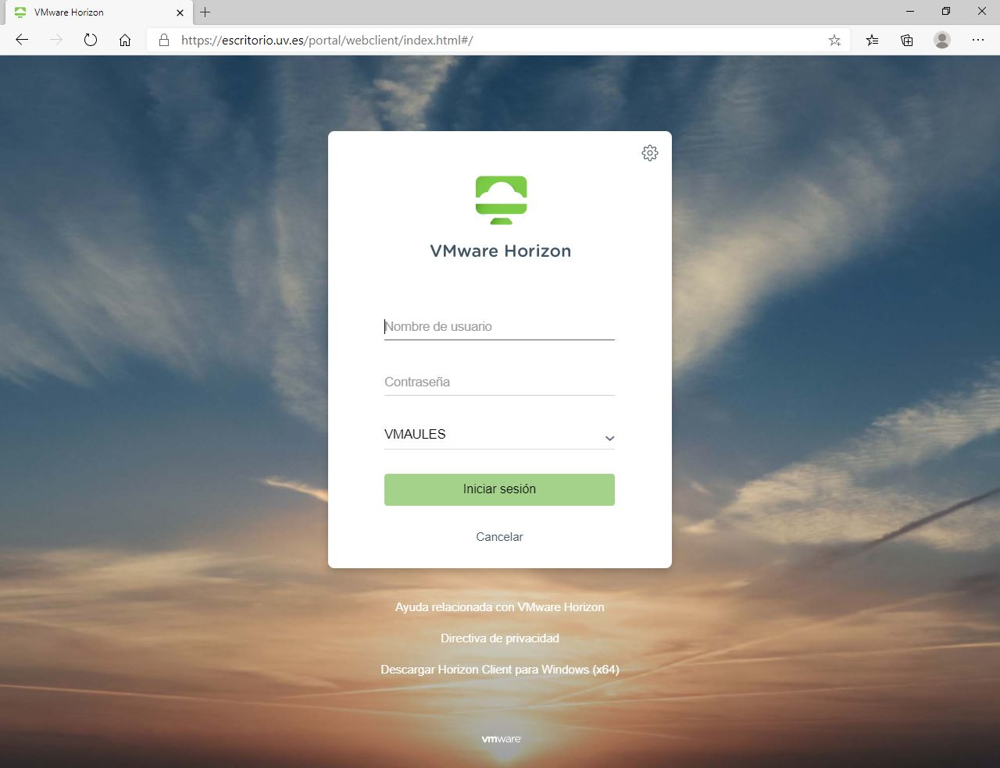 VMware Horizon
https://escritorio.uv.es/portal/webclient/index.html#/
VMware Horizon
Nombre de usuario
Contraseña
VMAULES
Iniciar sesión
Cancelar
Ayuda relacionada con VMware Horizon
Directiva de privacidad
Descargar Horizon Client para Windows (x64)
vmware